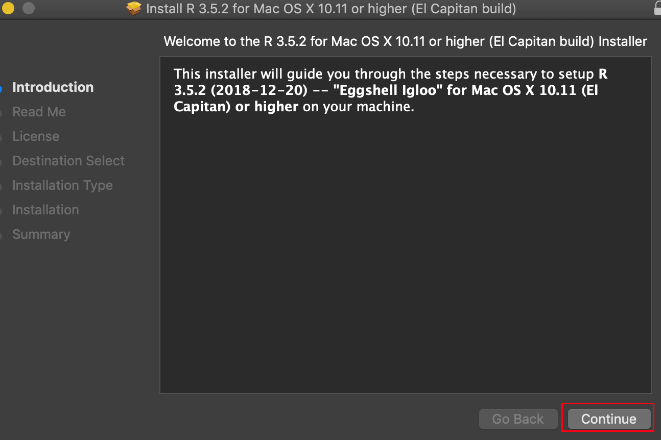 Install R 3.5.2 for Mac OS X 10.11 or higher (El Capitan build)
Welcome to the R 3.5.2 for Mac OS X 10.11 or higher (El Capitan build) Installer
Introduction
Read Me
License
Destination Select
Installation Type
Installation
Summary
This installer will guide you through the steps necessary to setup R
3.5.2 (2018-12-20) -- "Eggshell Igloo" for Mac OS X 10.11 (El
Capitan) or higher on your machine.
Go Back
Continue